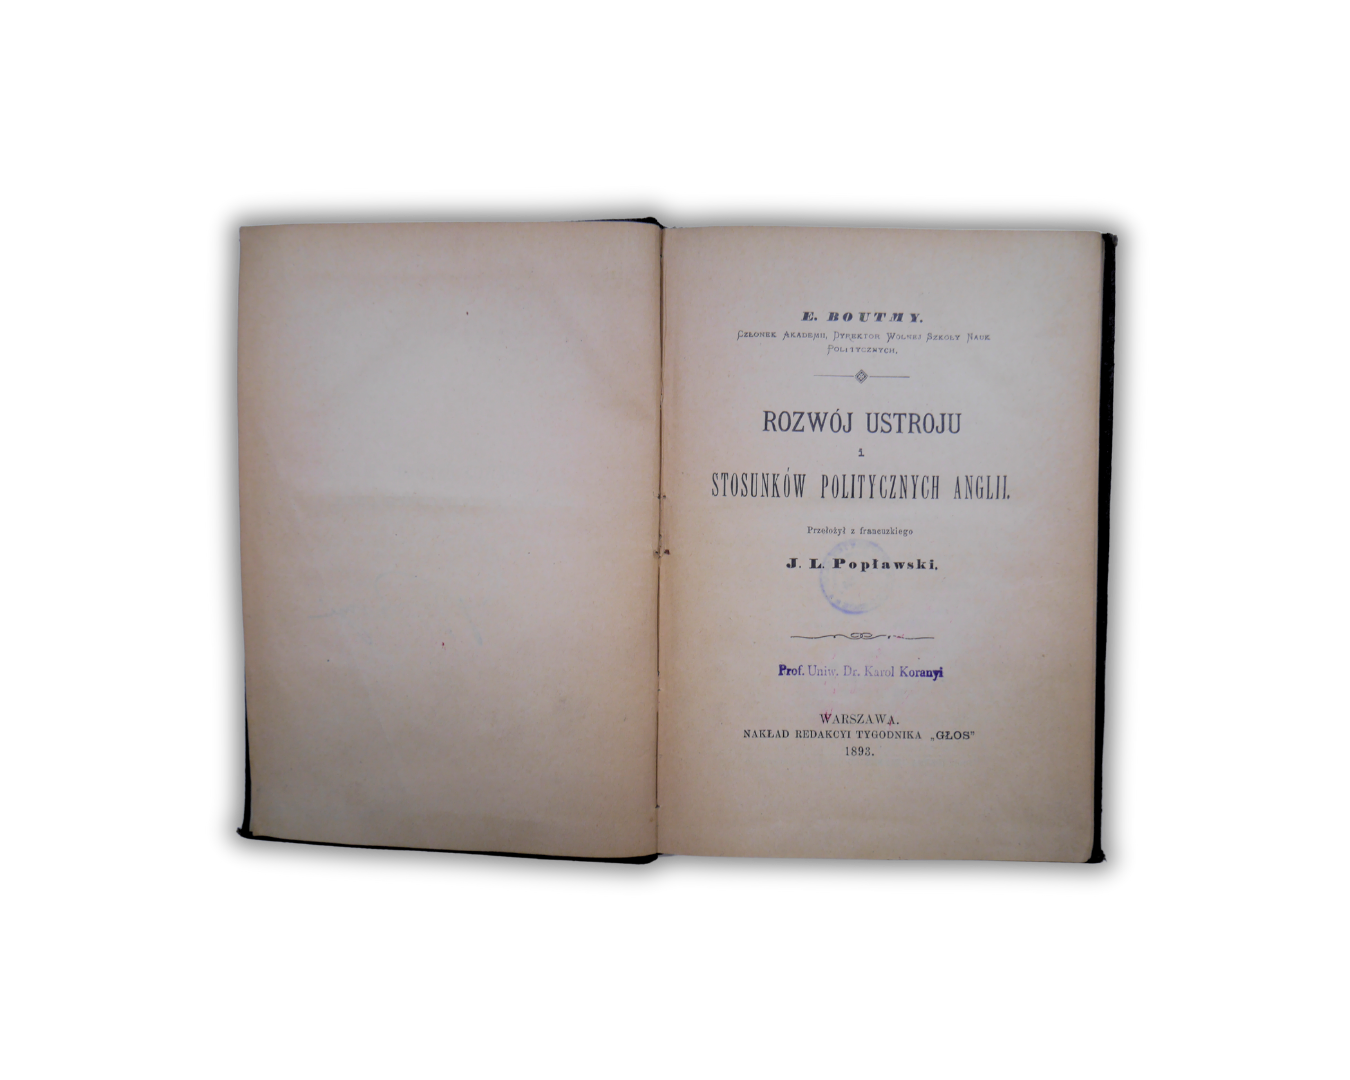 E. BOUTMY.
CZŁONEK AKADEMII, DYREKTOR WOLNEJ SZKOŁY NAUK
POLITYCZNYCH.
ROZWÓJ USTROJU
i
STOSUNKÓW POLITYCZNYCH ANGLII.
Przełożył z francuzkiego
J. L. Popławski.
Prof. Uniw. Dr. Karol Koranyi
WARSZAWA.
NAKŁAD REDAKCYI TYGODNIKA „GŁOS”
1893.